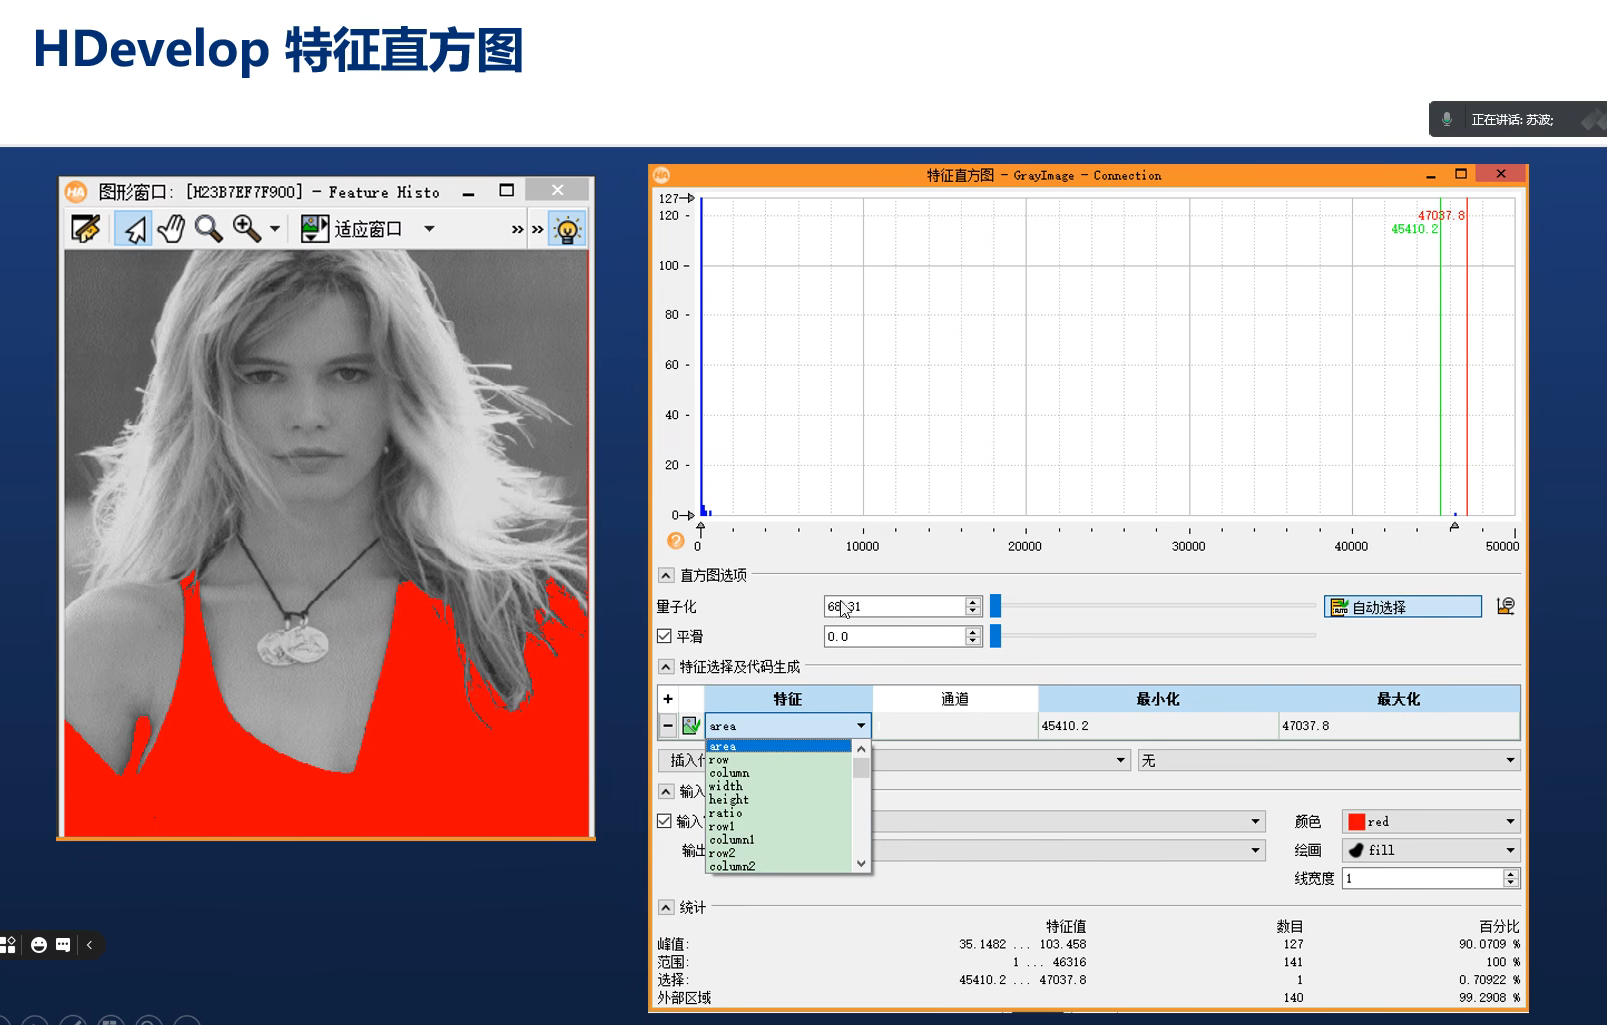 HDevelop 特征直方图
正在讲话: 苏波;
HA 图形窗口: [H23B7EF7F900] - Feature Histo
适应窗口
HA 特征直方图 - GrayImage - Connection
127
120
100
80
60
40
20
0
47037.8
45410.2
0 10000 20000 30000 40000 50000
直方图选项
量子化 自动选择
平滑 0.0
特征选择及代码生成
+ 特征 通道 最小化 最大化
- area 45410.2 47037.8
area
row
column
width
height
ratio
row1
column1
row2
column2
插入 无
输入
输入 颜色 red
输出 绘画 fill
线宽度 1
统计
特征值 数目 百分比
峰值: 35.1482 ... 103.458 127 90.0709 %
范围: 1 ... 46316 141 100 %
选择: 45410.2 ... 47037.8 1 0.70922 %
外部区域 140 99.2908 %